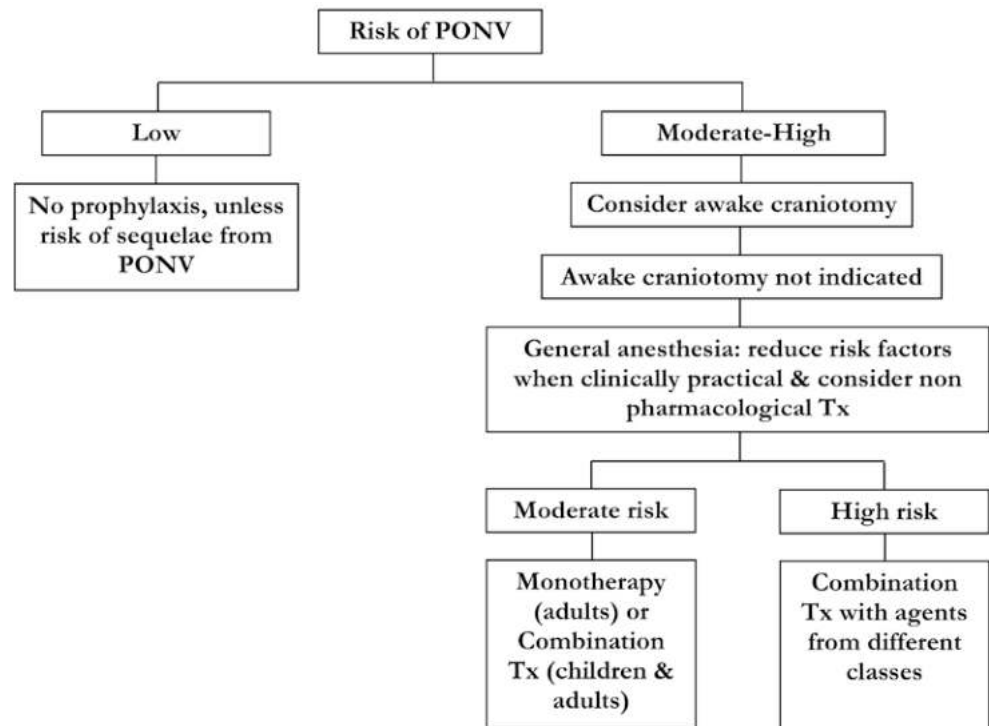 Risk of PONV
Low
Moderate-High
No prophylaxis, unless
risk of sequelae from
PONV
Consider awake craniotomy
Awake craniotomy not indicated
General anesthesia: reduce risk factors
when clinically practical & consider non
pharmacological Tx
Moderate risk
High risk
Monotherapy
(adults) or
Combination
Tx (children &
adults)
Combination
Tx with agents
from different
classes